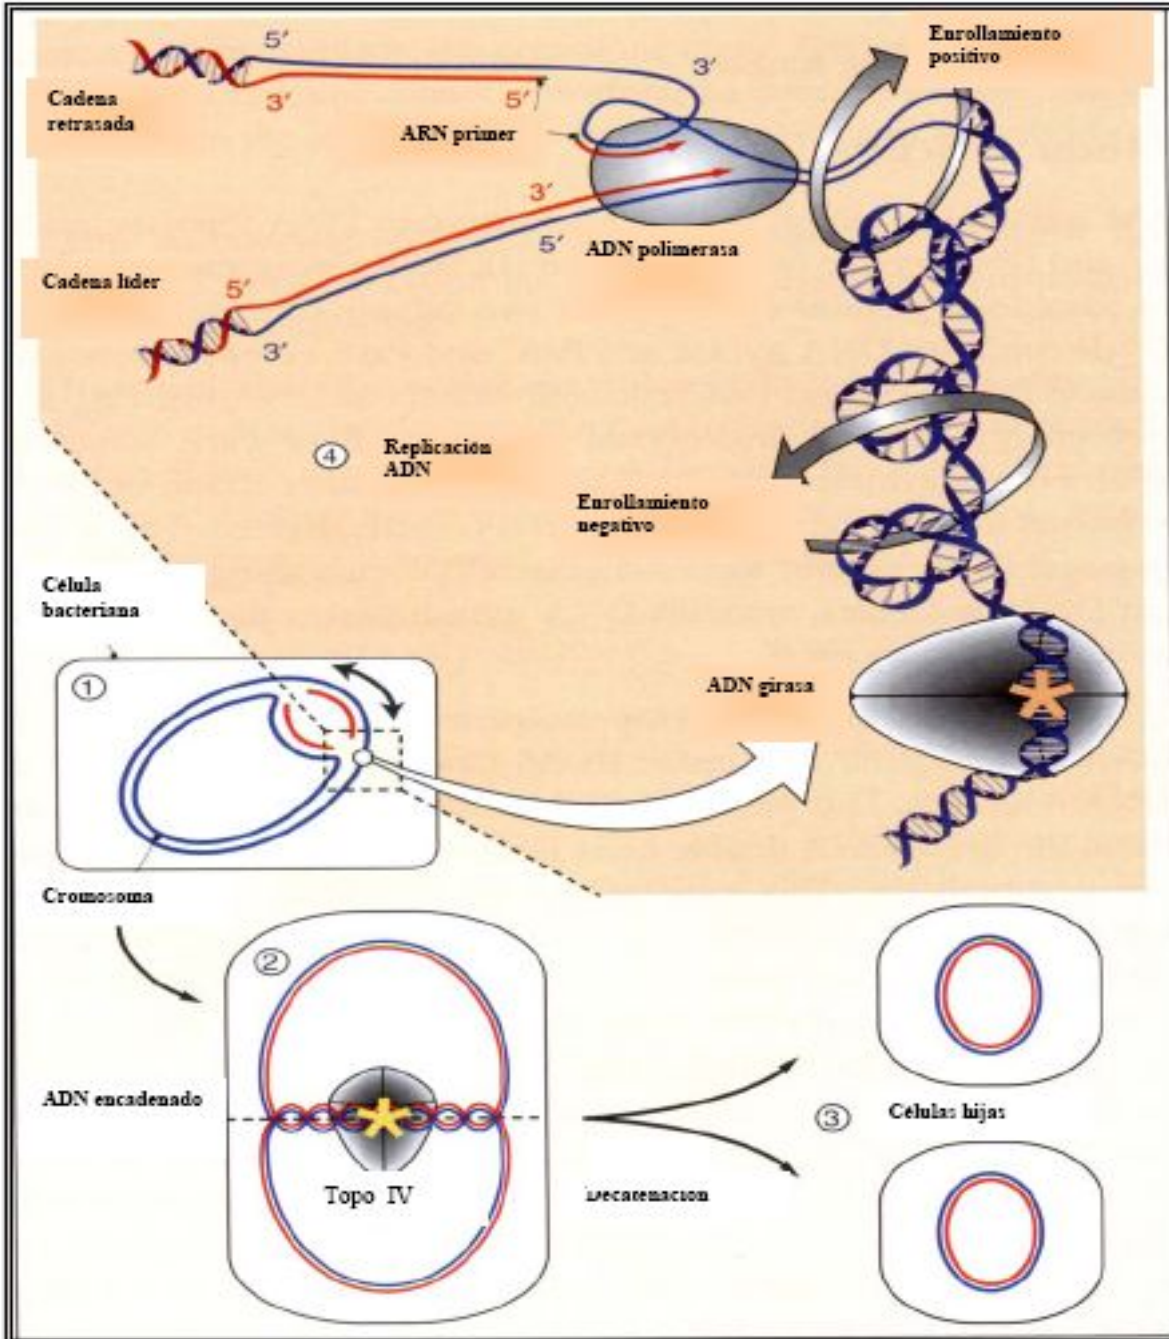 Enrollamiento
positivo
5′
3′
Cadena
retrasada
3′
5′
ARN primer
3′
5′
ADN polimerasa
Cadena líder
5′
3′
④
Replicación
ADN
Enrollamiento
negativo
Célula
bacteriana
①
ADN girasa
Cromosoma
②
ADN encadenado
③
Células hijas
Topo IV
Decatenación